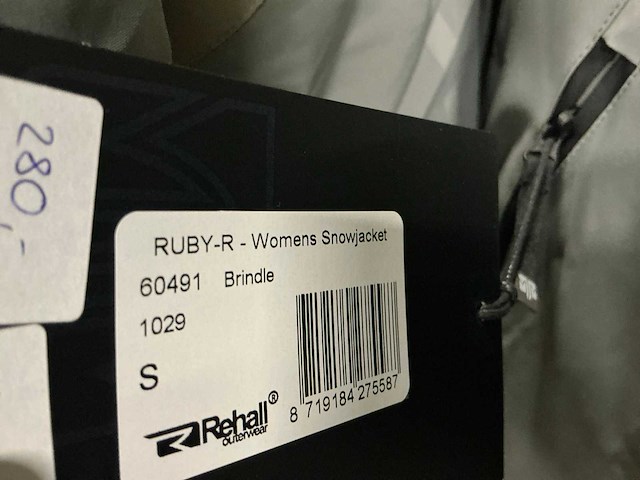 280,-
RUBY-R - Womens Snowjacket
60491 Brindle
1029
S
Rehall®
outerwear
8 719184 275587